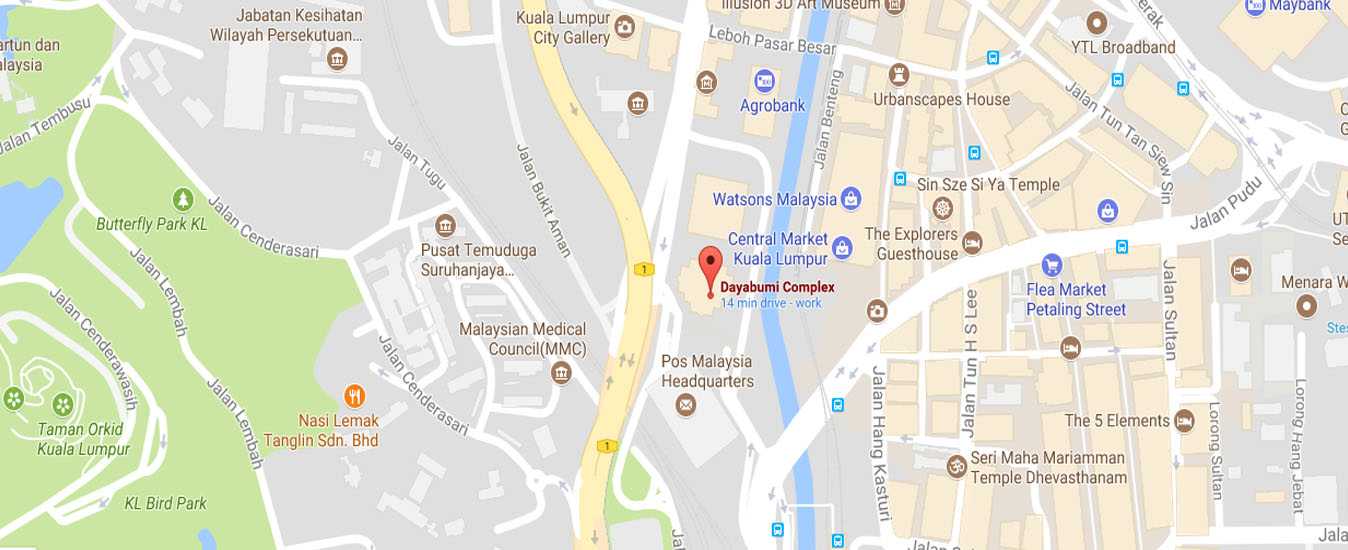 Jabatan Kesihatan
Wilayah Persekutuan...
artun dan
alaysia
Kuala Lumpur
City Gallery
Illusion 3D Art Museum
Leboh Pasar Besar
erak
Maybank
YTL Broadband
Agrobank
Urbanscapes House
Jalan Benteng
Jalan Tun Tan Siew Sin
Jalan Tembusu
Jalan Tugu
Jalan Bukit Aman
Butterfly Park KL
Jalan Cenderasari
Pusat Temuduga
Suruhanjaya...
Watsons Malaysia
Central Market
Kuala Lumpur
Sin Sze Si Ya Temple
The Explorers
Guesthouse
Jalan Pudu
UT
Se
1
Dayabumi Complex
14 min drive - work
Flea Market
Petaling Street
Menara W
Stes
Jalan Lembah
Jalan Cenderawasih
Malaysian Medical
Council(MMC)
Pos Malaysia
Headquarters
Jalan Tun H S Lee
Jalan Sultan
Jalan Cenderasari
Nasi Lemak
Tanglin Sdn. Bhd
Jalan Lembah
Taman Orkid
Kuala Lumpur
1
Jalan Hang Kasturi
The 5 Elements
Lorong Sultan
Lorong Hang Jebat
Seri Maha Mariamman
Temple Dhevasthanam
KL Bird Park
Jala